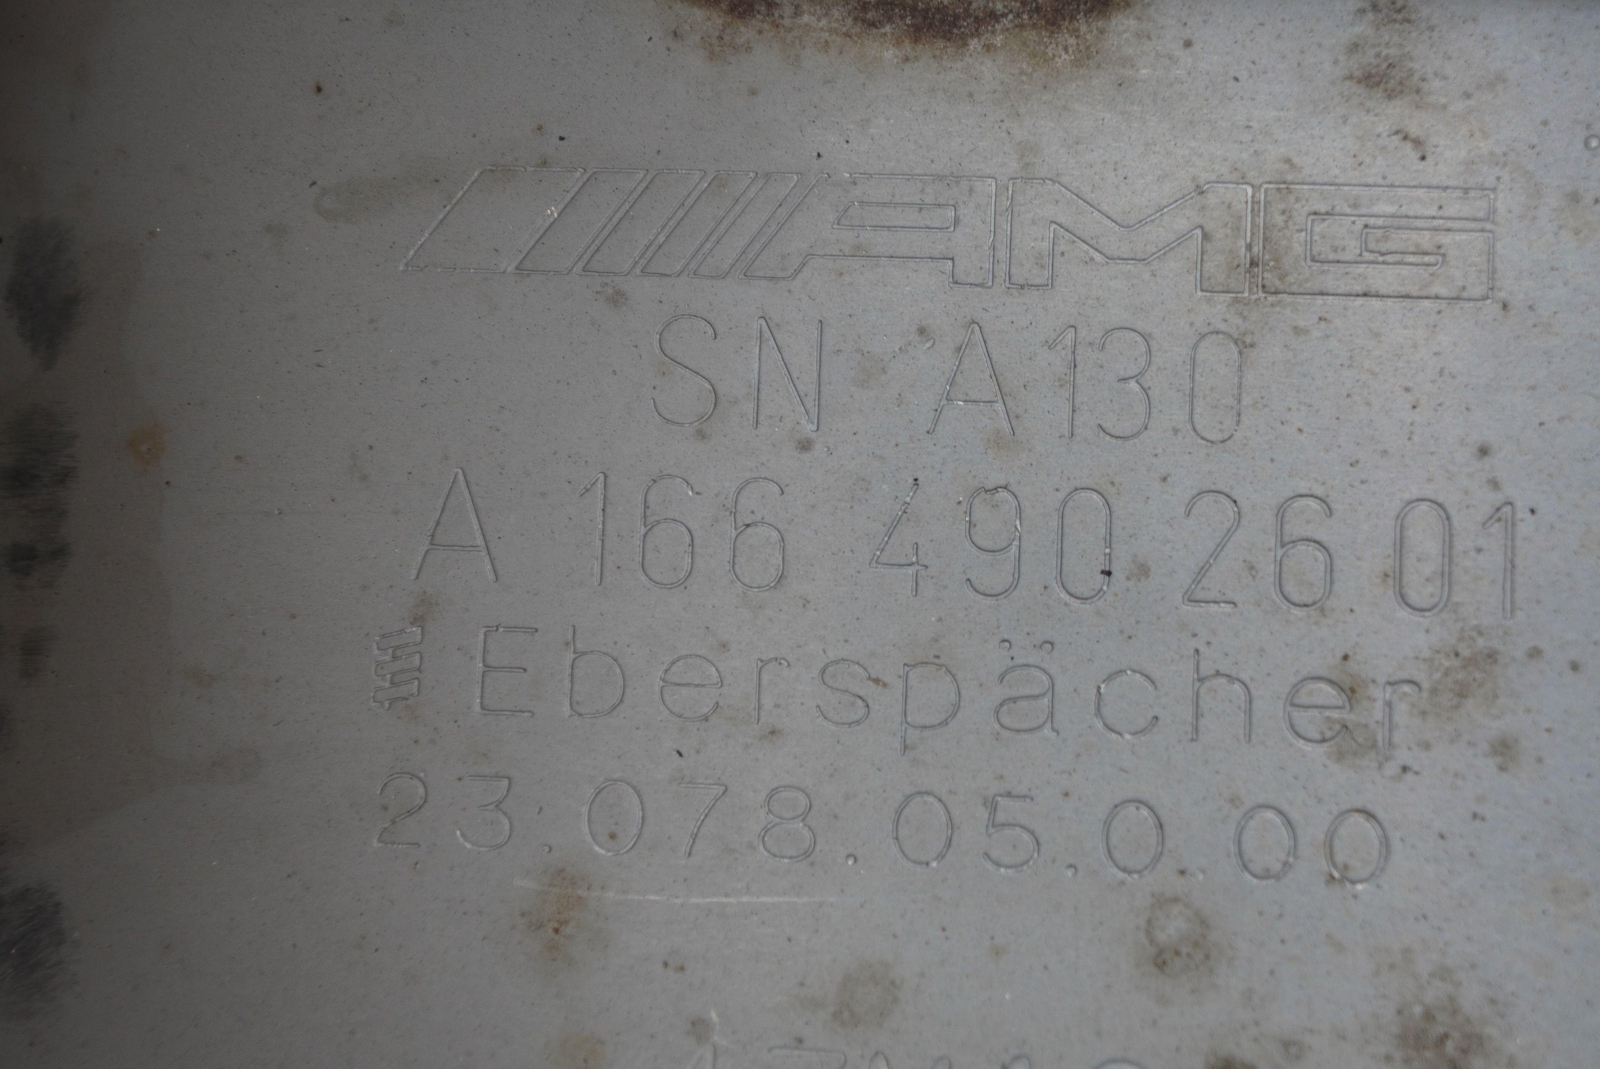 AMG
SN A130
A 166 490 26 01
Eberspächer
23.078.05.0.00